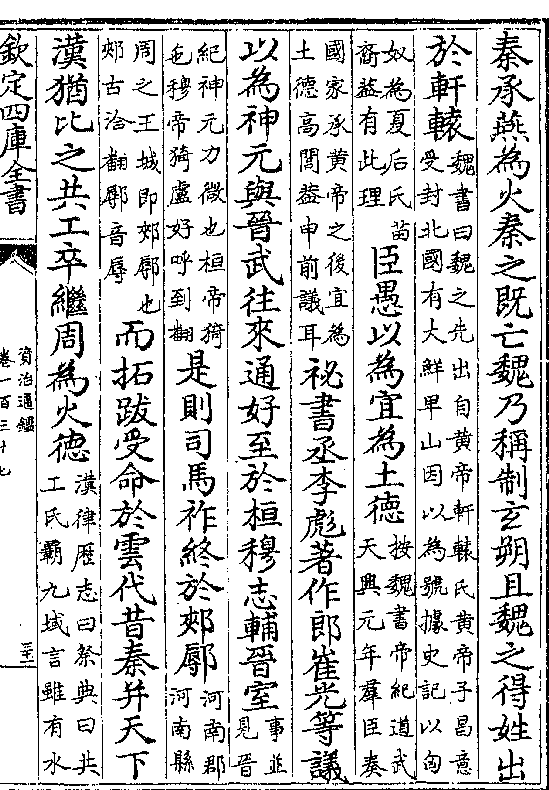 秦承燕為火秦之既亡魏乃稱制玄朔且魏之得姓出
於軒轅
魏書曰魏之先出自黄帝軒轅氏黄帝子昌意
受封北國有大鮮卑山因以為號據史記以匈
奴為夏后氏苖
裔葢有此理
臣愚以為宜為土德
按魏書帝紀道武
天興元年羣臣奏
國家承黄帝之後宜為
土德高閭葢申前議耳
祕書丞李彪著作郎崔光等議
以為神元與晉武往來通好至於桓穆志輔晉室
事並
見晉
紀神元力微也桓帝猗
㐌穆帝猗盧好呼到翻
是則司馬祚終於郟鄏
河南郡
河南縣
周之王城即郟鄏也
郟古洽翻鄏音辱
而拓跋受命於雲代昔秦并天下
漢猶比之共工卒繼周為火德
漢律歴志曰祭典曰共
工氏霸九域言雖有水
欽定四庫全書
資治通鑑
卷一百三十七